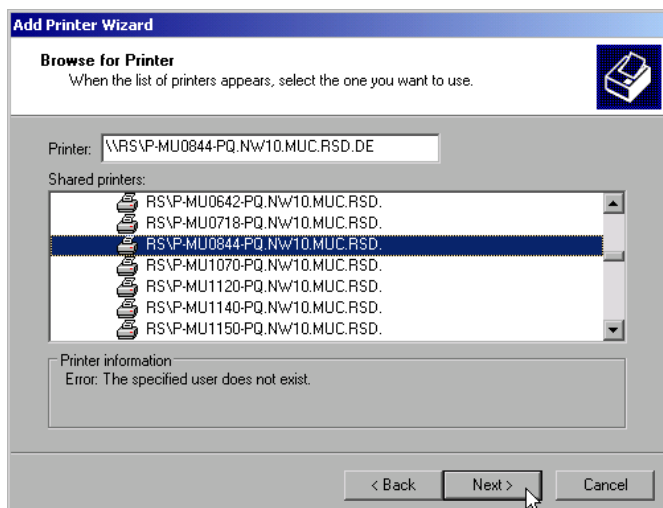 Add Printer Wizard
Browse for Printer
When the list of printers appears, select the one you want to use.
Printer: \\RS\P-MU0844-PQ.NW10.MUC.RSD.DE
Shared printers:
RS\P-MU0642-PQ.NW10.MUC.RSD.
RS\P-MU0718-PQ.NW10.MUC.RSD.
RS\P-MU0844-PQ.NW10.MUC.RSD.
RS\P-MU1070-PQ.NW10.MUC.RSD.
RS\P-MU1120-PQ.NW10.MUC.RSD.
RS\P-MU1140-PQ.NW10.MUC.RSD.
RS\P-MU1150-PQ.NW10.MUC.RSD.
Printer information
Error: The specified user does not exist.
< Back Next > Cancel